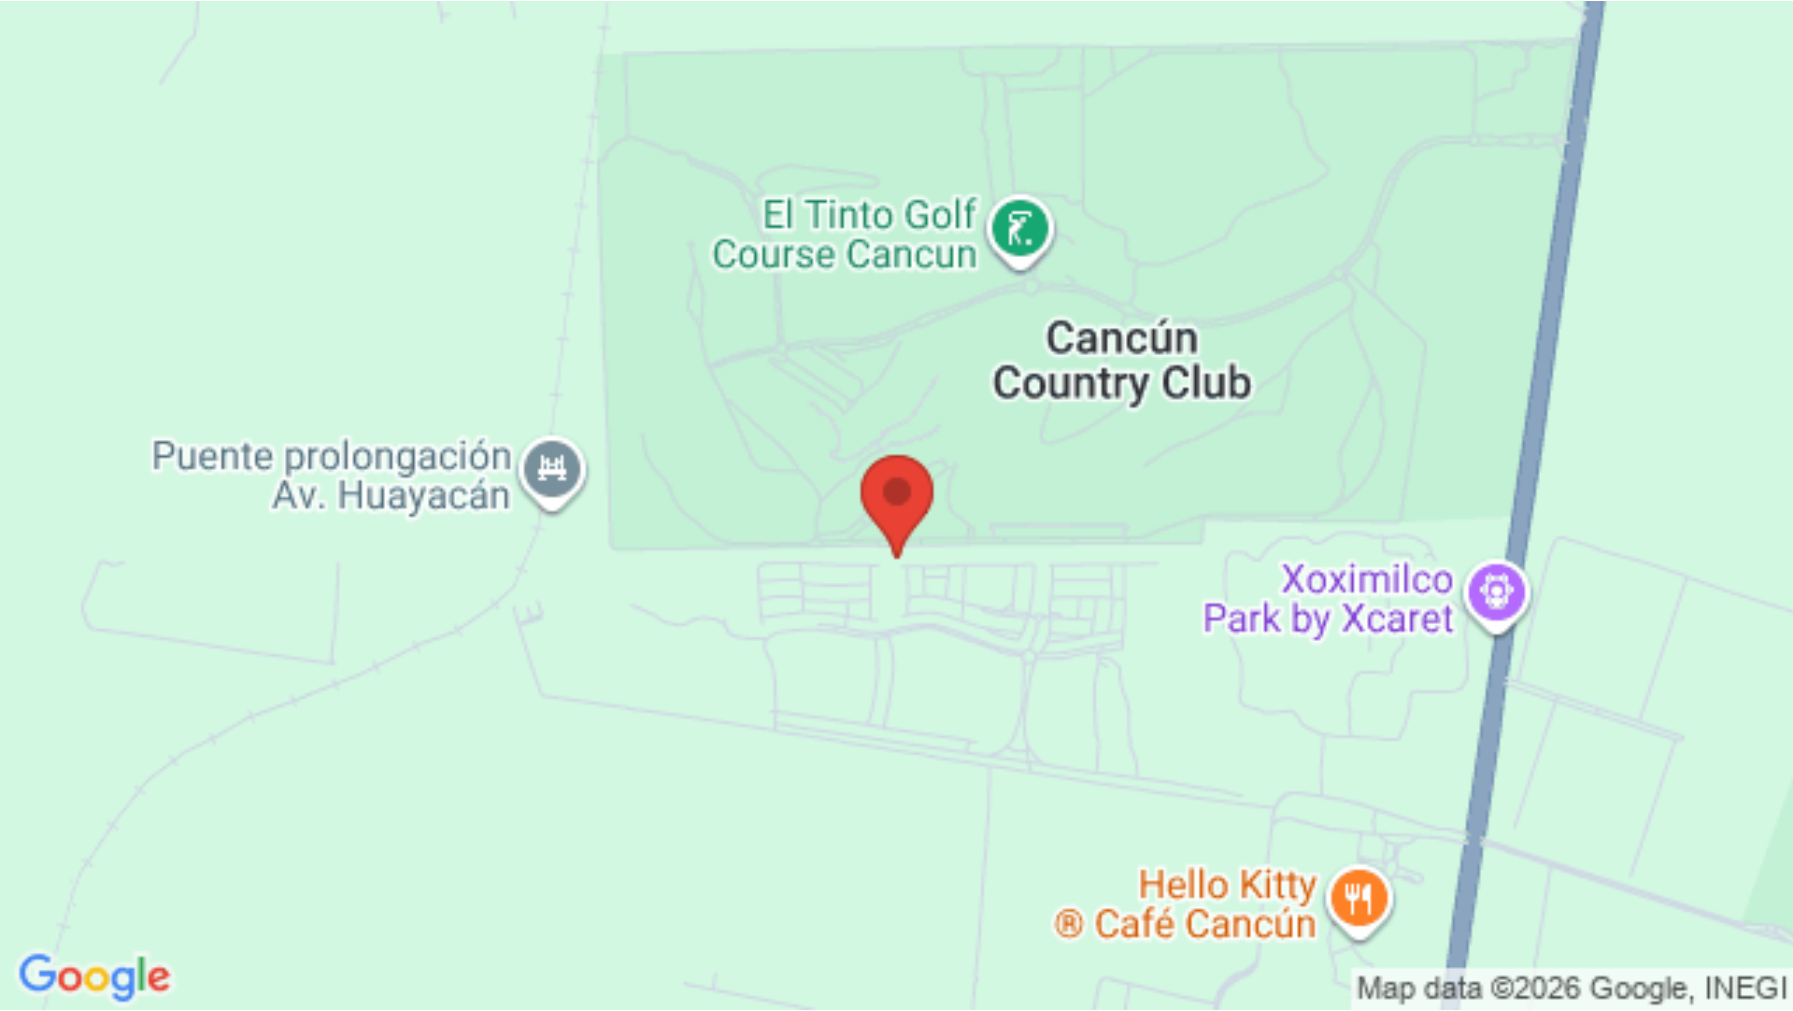 El Tinto Golf
Course Cancun
Cancún
Country Club
Puente prolongación
Av. Huayacán
Xoximilco
Park by Xcaret
Hello Kitty
® Café Cancún
Google
Map data ©2026 Google, INEGI